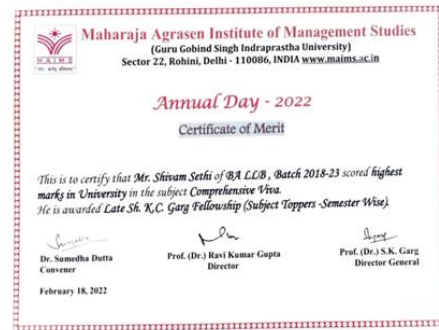 Maharaja Agrasen Institute of Management Studies
(Guru Gobind Singh Indraprastha University)
Sector 22, Rohini, Delhi - 110086, INDIA www.maims.ac.in
MAIMS
Annual Day - 2022
Certificate of Merit
This is to certify that Mr. Shivam Sethi of BA LLB , Batch 2018-23 scored highest
marks in University in the subject Comprehensive Viva.
He is awarded Late Sh. K.C. Garg Fellowship (Subject Toppers -Semester Wise).
Dr. Sumedha Dutta
Convener
Prof. (Dr.) Ravi Kumar Gupta
Director
Prof. (Dr.) S.K. Garg
Director General
February 18, 2022